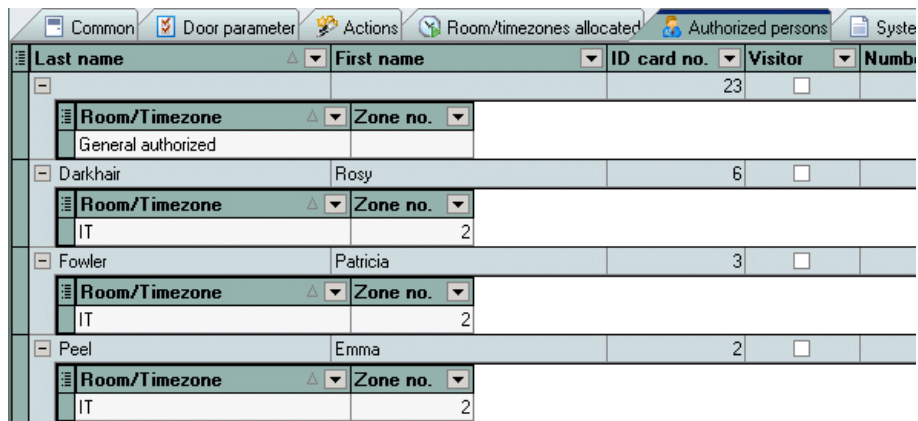 Common Door parameter Actions Room/timezones allocated Authorized persons Syste
Last name First name ID card no. Visitor Numbe
23
Room/Timezone Zone no.
General authorized
Darkhair Rosy 6
Room/Timezone Zone no.
IT 2
Fowler Patricia 3
Room/Timezone Zone no.
IT 2
Peel Emma 2
Room/Timezone Zone no.
IT 2